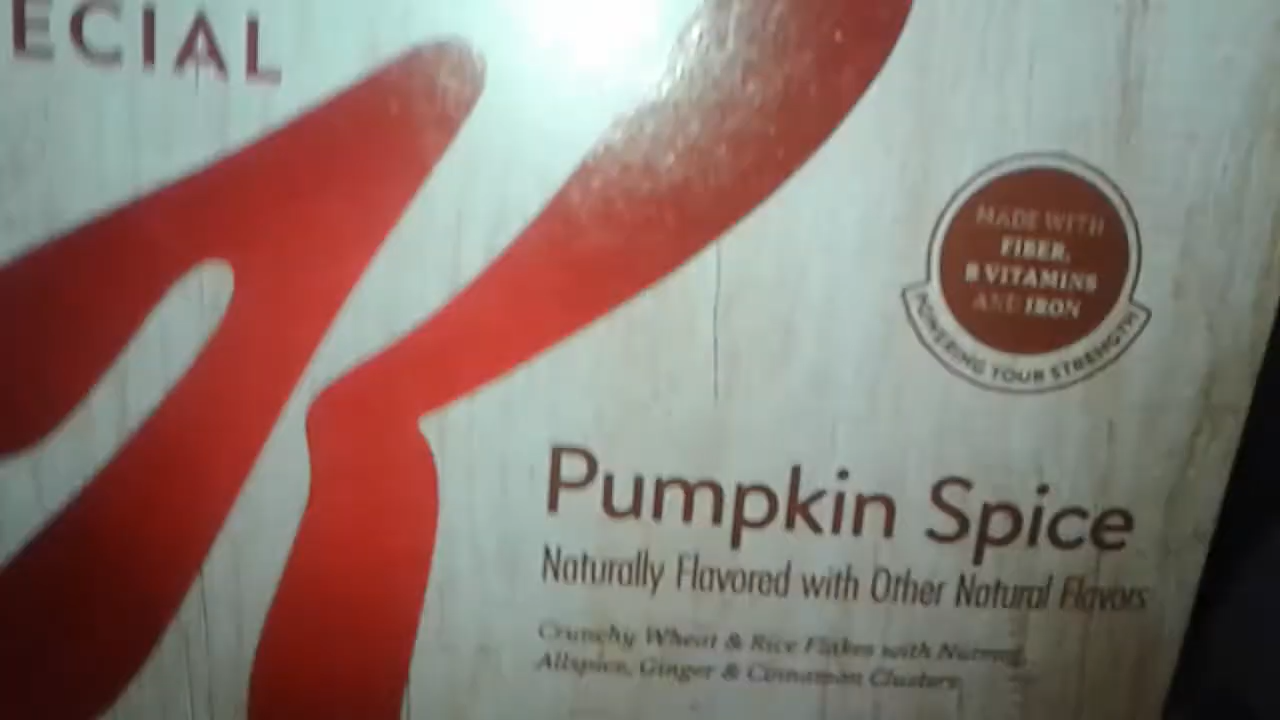 ECIAL
K
MADE WITH
FIBER,
B VITAMINS
AND IRON
POWERING YOUR STRENGTH
Pumpkin Spice
Naturally Flavored with Other Natural Flavors
Crunchy Wheat & Rice Flakes with Nutmeg,
Allspice, Ginger & Cinnamon Clusters